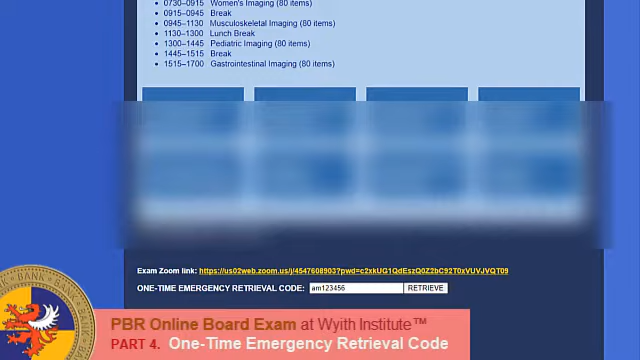 0730–0915 Women's Imaging (80 items)
0915–0945 Break
0945–1130 Musculoskeletal Imaging (80 items)
1130–1300 Lunch Break
1300–1445 Pediatric Imaging (80 items)
1445–1515 Break
1515–1700 Gastrointestinal Imaging (80 items)
Exam Zoom link: https://us02web.zoom.us/j/4547608903?pwd=c2xkUG1QdEszQ0Z2bC92T0xVUVJVQT09
ONE-TIME EMERGENCY RETRIEVAL CODE: am123456 RETRIEVE
PBR Online Board Exam at Wyith Institute™
PART 4. One-Time Emergency Retrieval Code